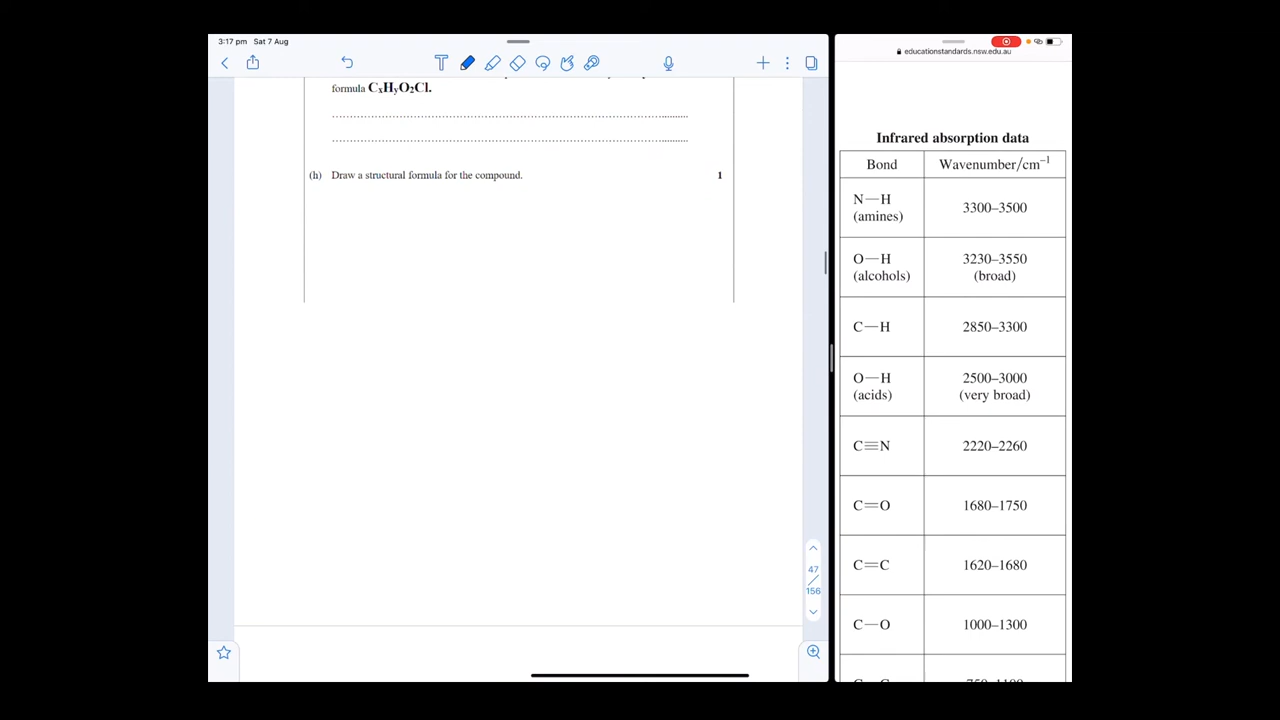 3:17 pm Sat 7 Aug
educationstandards.nsw.edu.au
formula CxHyO2Cl.
................................................................................
................................................................................
(h) Draw a structural formula for the compound. 1
47
156
Infrared absorption data
Bond Wavenumber/cm⁻¹
N—H
(amines) 3300–3500
O—H
(alcohols) 3230–3550
(broad)
C—H 2850–3300
O—H
(acids) 2500–3000
(very broad)
C≡N 2220–2260
C=O 1680–1750
C=C 1620–1680
C—O 1000–1300